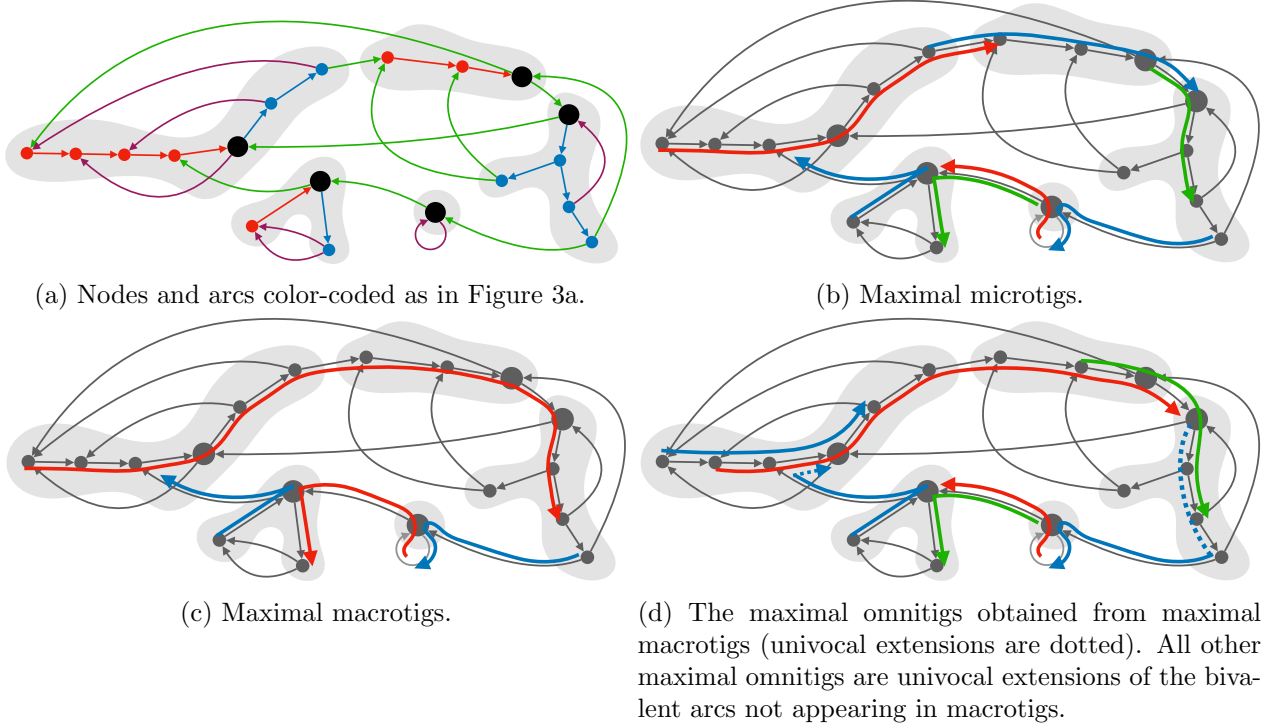 (a) Nodes and arcs color-coded as in Figure 3a.
(b) Maximal microtigs.
(c) Maximal macrotigs.
(d) The maximal omnitigs obtained from maximal
macrotigs (univocal extensions are dotted). All other
maximal omnitigs are univocal extensions of the biva-
lent arcs not appearing in macrotigs.